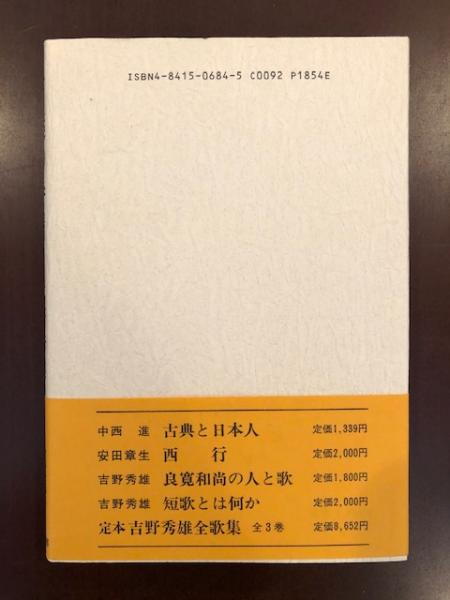 ISBN4-8415-0684-5 C0092 P1854E
中西 進 古典と日本人 定価1,339円
安田章生 西 行 定価2,000円
吉野秀雄 良寛和尚の人と歌 定価1,800円
吉野秀雄 短歌とは何か 定価2,000円
定本 吉野秀雄全歌集 全3巻 定価8,652円